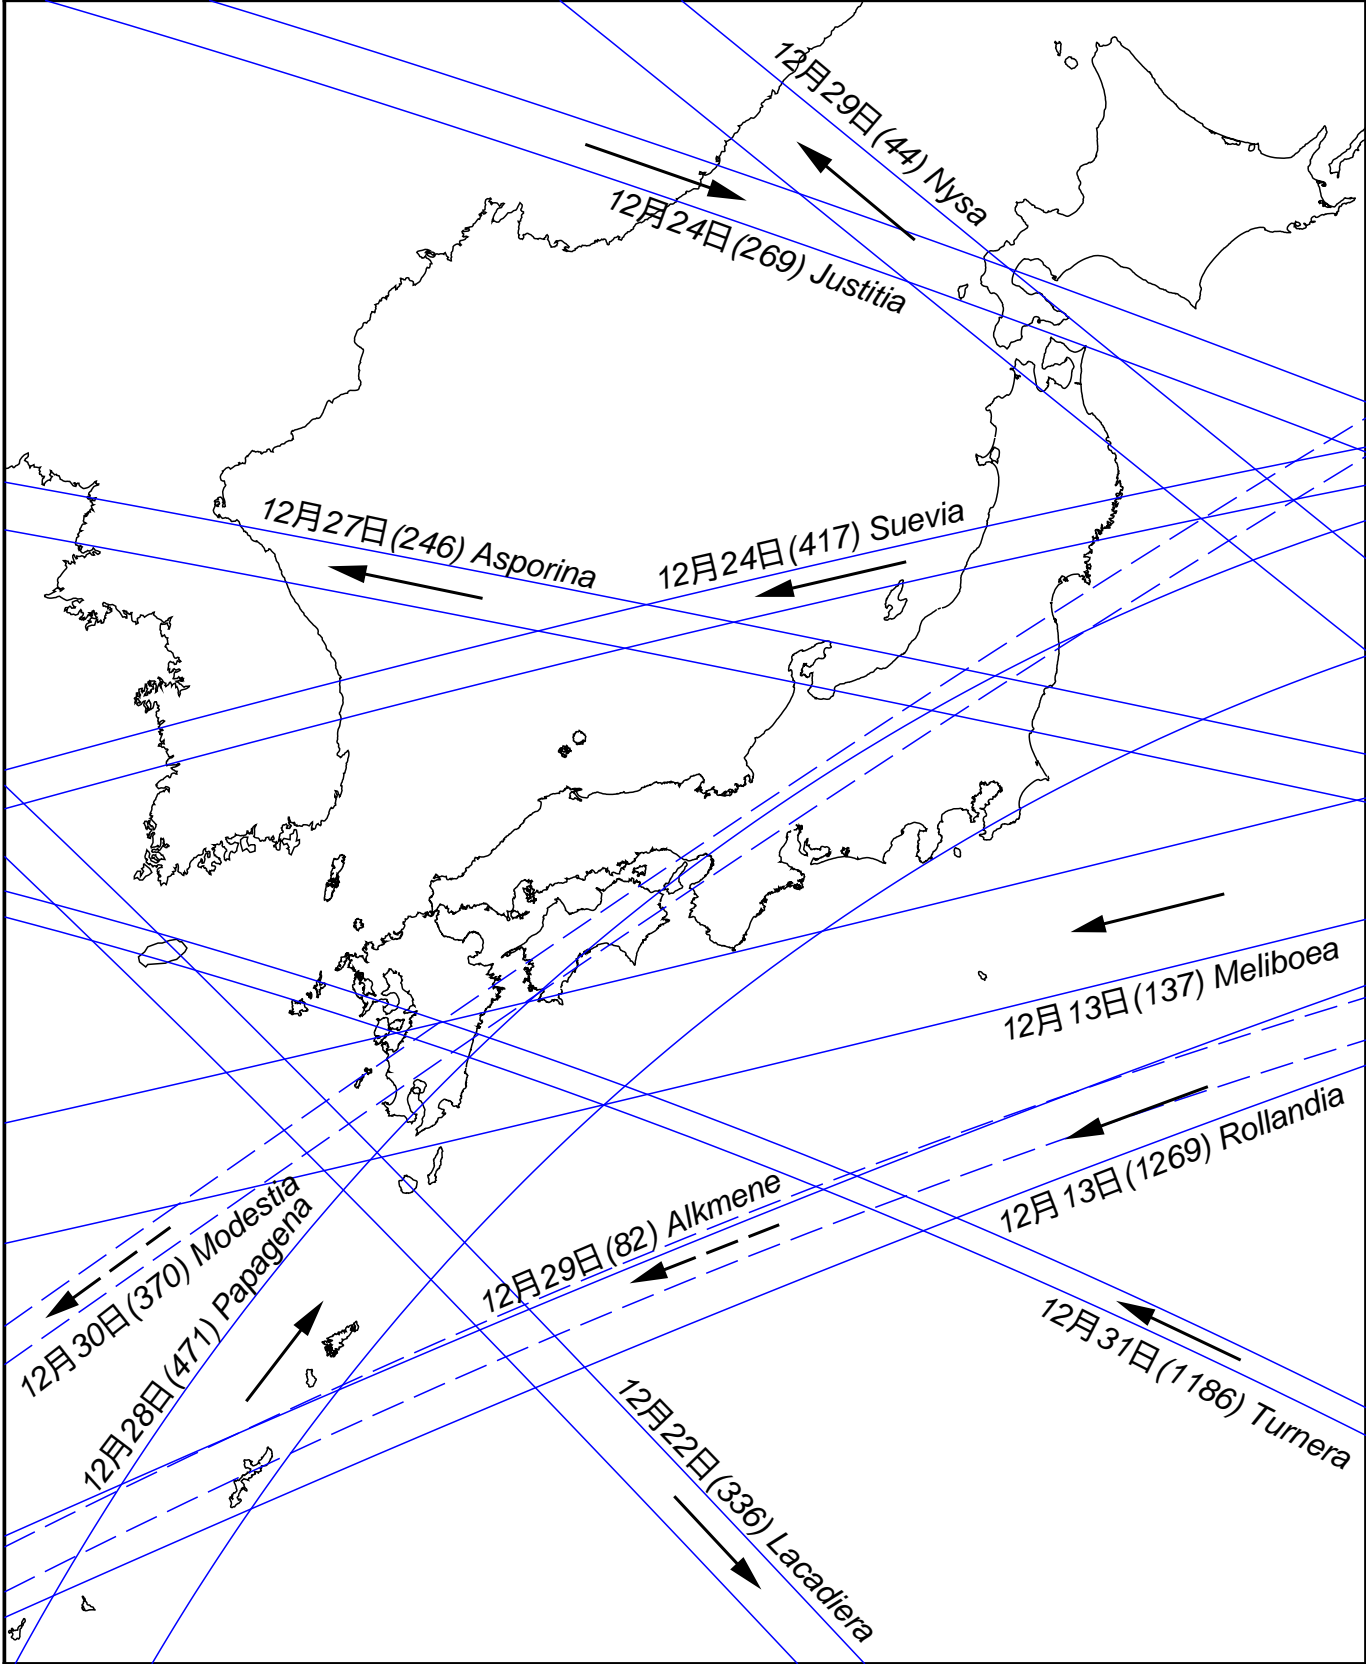 12月29日(44) Nysa
12月24日(269) Justitia
12月27日(246) Asporina
12月24日(417) Suevia
12月13日(137) Meliboea
12月13日(1269) Rollandia
12月29日(82) Alkmene
12月30日(370) Modestia
12月28日(471) Papagena
12月31日(1186) Turnera
12月22日(336) Lacadiera